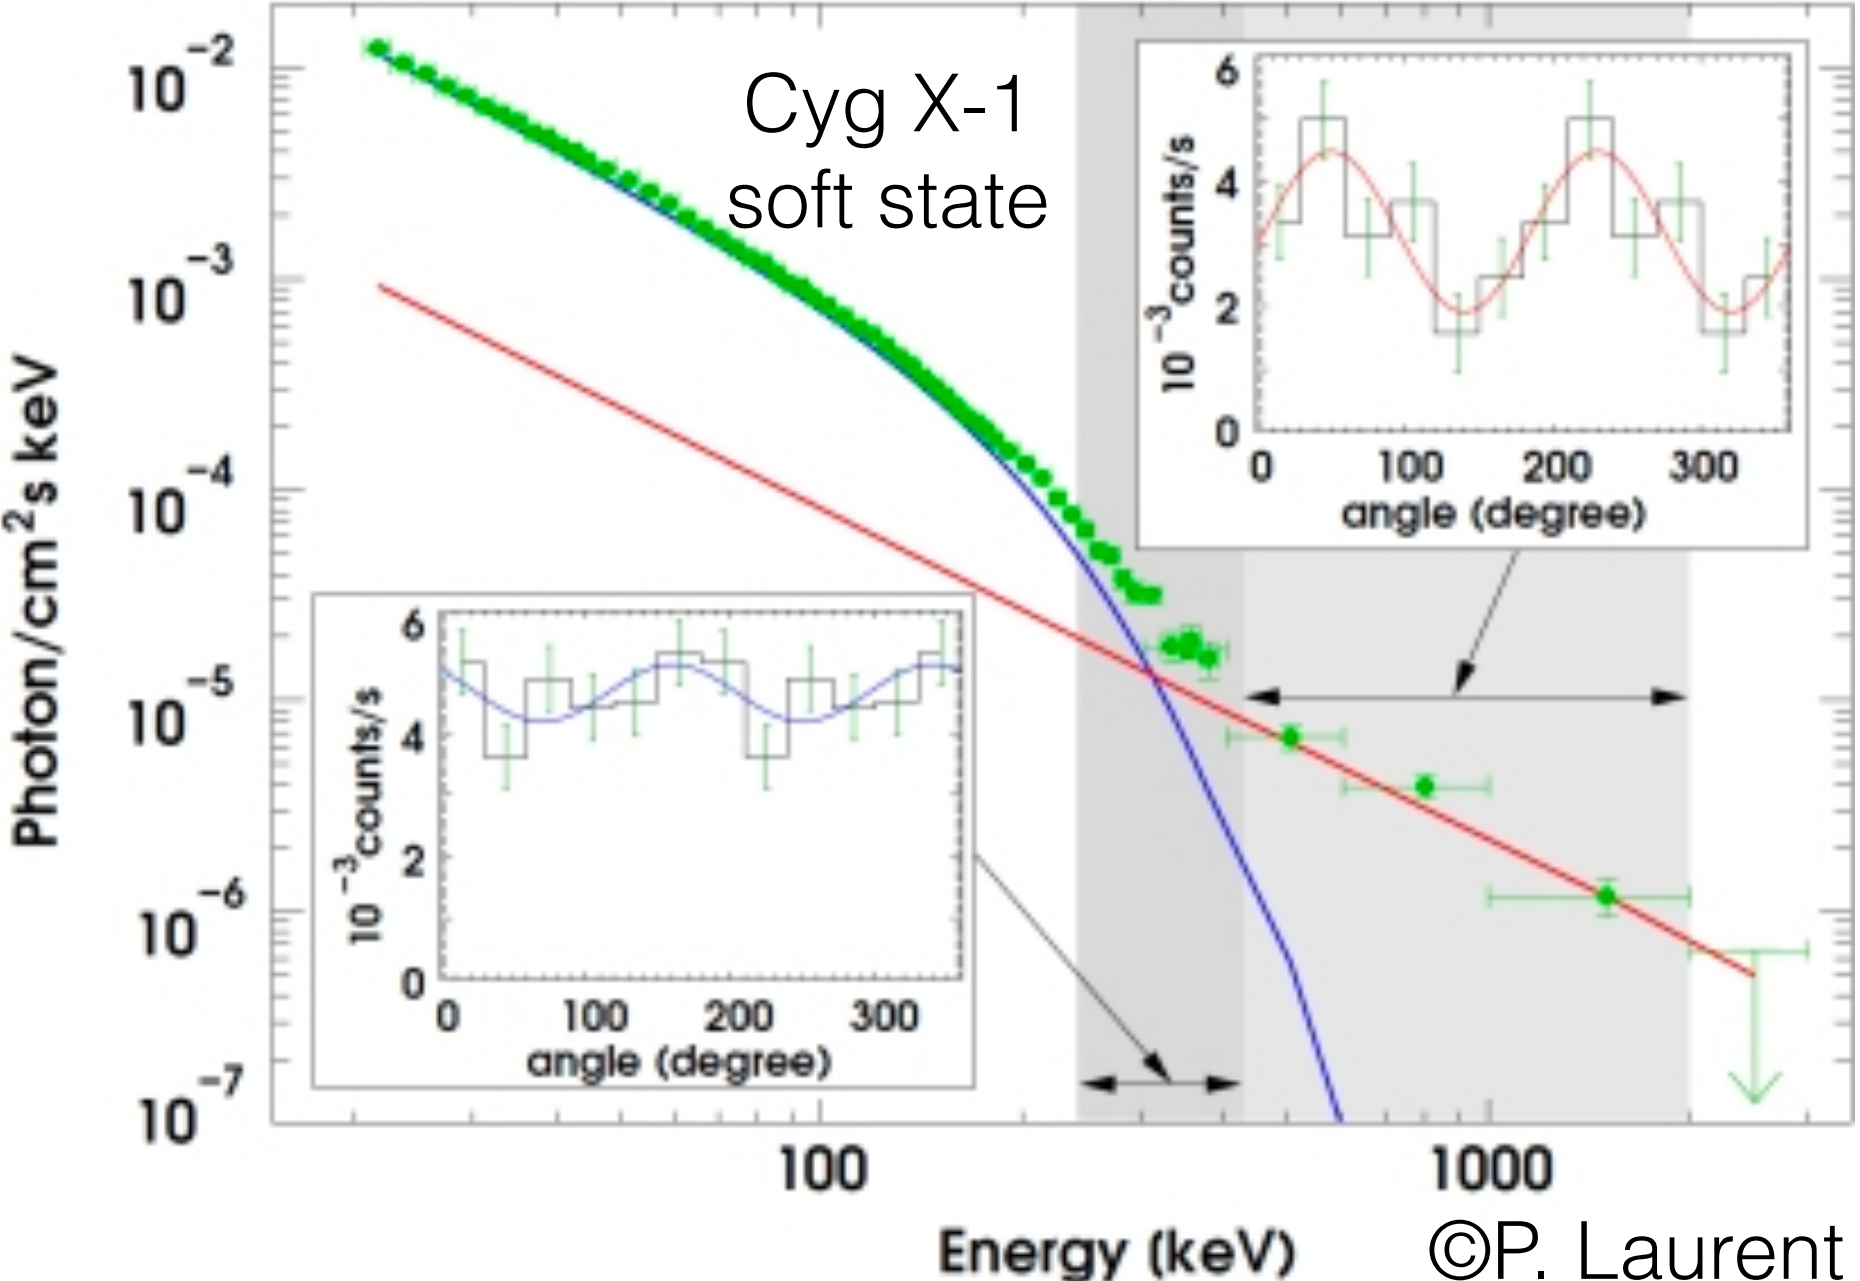 Cyg X-1
soft state
Photon/cm²s keV
10⁻²
10⁻³
10⁻⁴
10⁻⁵
10⁻⁶
10⁻⁷
100
1000
Energy (keV)
10⁻³counts/s
6
4
2
0
0
100
200
300
angle (degree)
10⁻³counts/s
6
4
2
0
0
100
200
300
angle (degree)
©P. Laurent